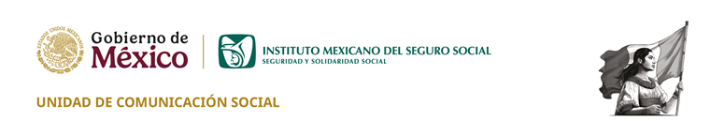 Gobierno de
México
INSTITUTO MEXICANO DEL SEGURO SOCIAL
SEGURIDAD Y SOLIDARIDAD SOCIAL
UNIDAD DE COMUNICACIÓN SOCIAL